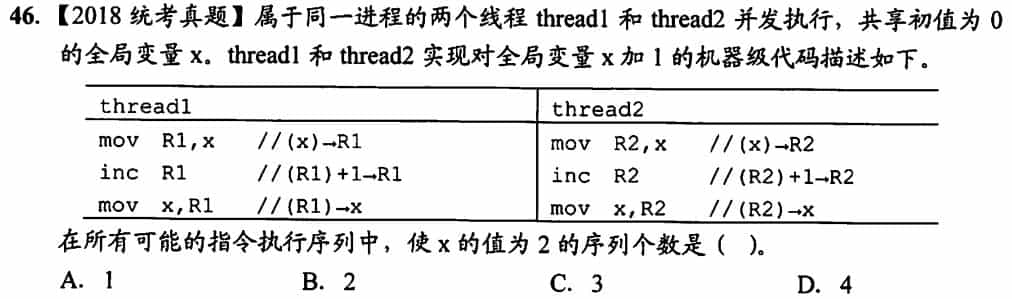 46.【2018 统考真题】属于同一进程的两个线程 thread1 和 thread2 并发执行，共享初值为 0
的全局变量 x。thread1 和 thread2 实现对全局变量 x 加 1 的机器级代码描述如下。
thread1 thread2
mov R1,x //(x)→R1 mov R2,x //(x)→R2
inc R1 //(R1)+1→R1 inc R2 //(R2)+1→R2
mov x,R1 //(R1)→x mov x,R2 //(R2)→x
在所有可能的指令执行序列中，使 x 的值为 2 的序列个数是（ ）。
A. 1 B. 2 C. 3 D. 4